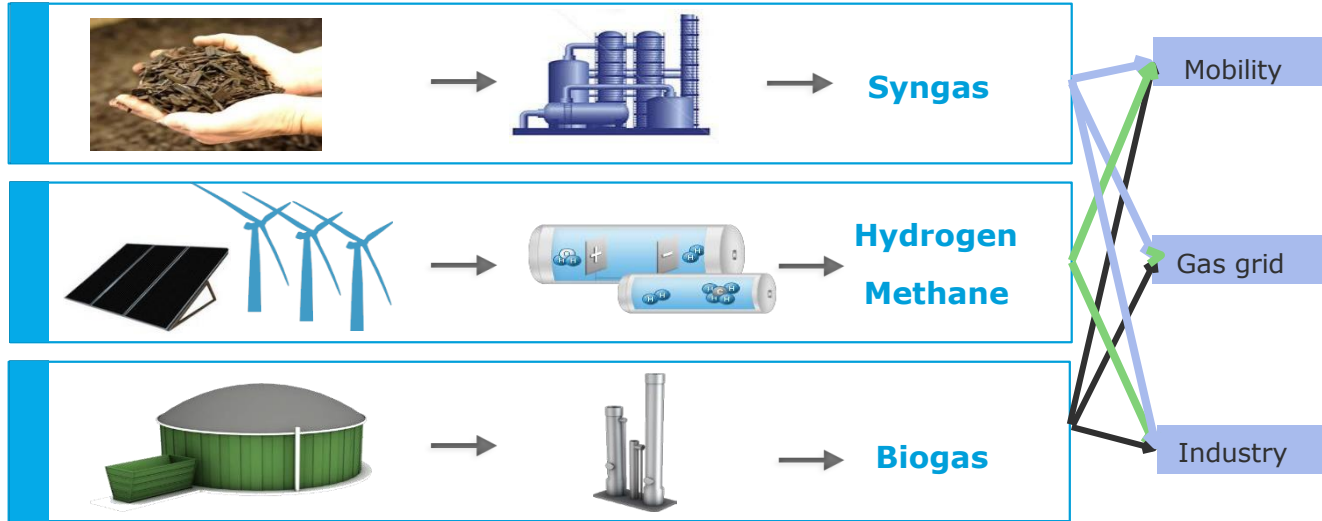 Syngas
Mobility
Hydrogen
Methane
Gas grid
Biogas
Industry
O
H H
+
-
H
H
H H
H C H
H H